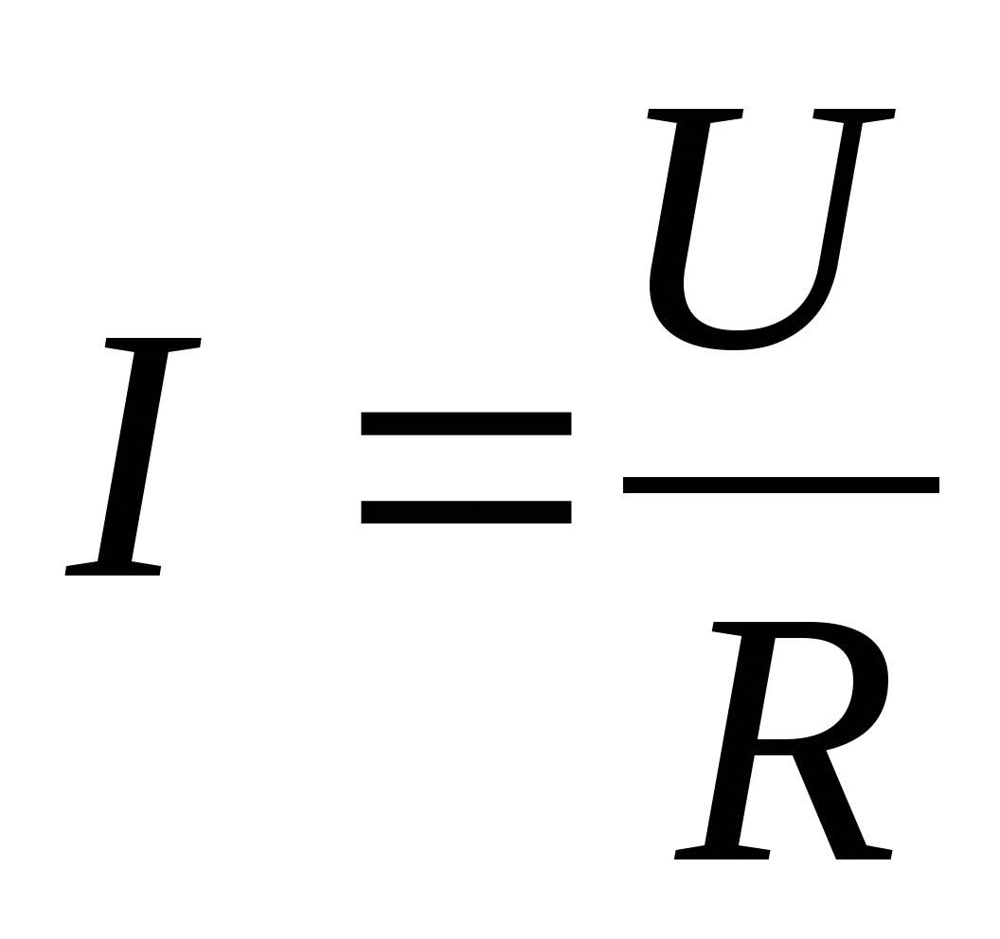 I = U/R